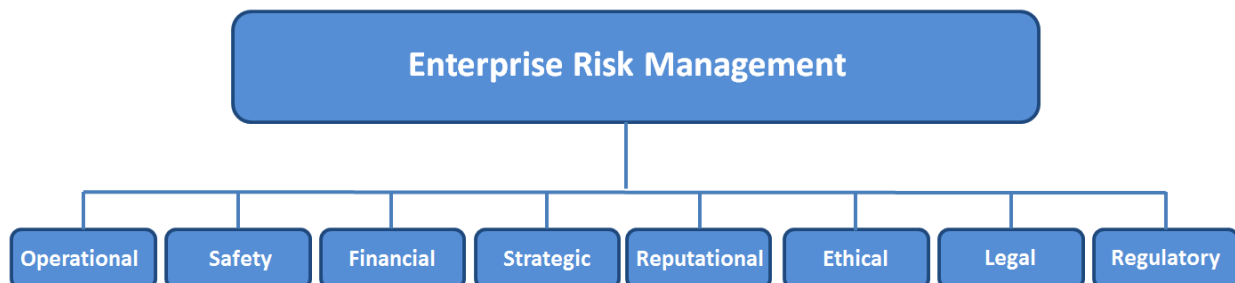 Enterprise Risk Management
Operational
Safety
Financial
Strategic
Reputational
Ethical
Legal
Regulatory